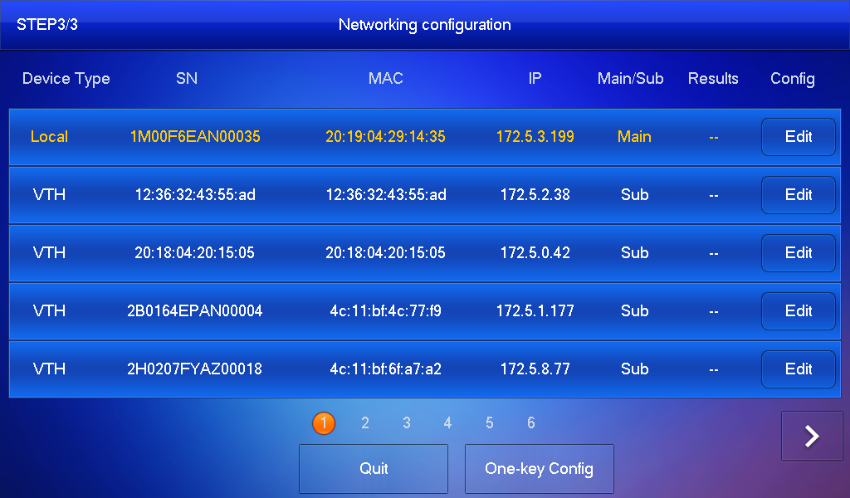 STEP3/3 Networking configuration
Device Type SN MAC IP Main/Sub Results Config
Local 1M00F6EAN00035 20:19:04:29:14:35 172.5.3.199 Main -- Edit
VTH 12:36:32:43:55:ad 12:36:32:43:55:ad 172.5.2.38 Sub -- Edit
VTH 20:18:04:20:15:05 20:18:04:20:15:05 172.5.0.42 Sub -- Edit
VTH 2B0164EPAN00004 4c:11:bf:4c:77:f9 172.5.1.177 Sub -- Edit
VTH 2H0207FYAZ00018 4c:11:bf:6f:a7:a2 172.5.8.77 Sub -- Edit
1 2 3 4 5 6
Quit One-key Config